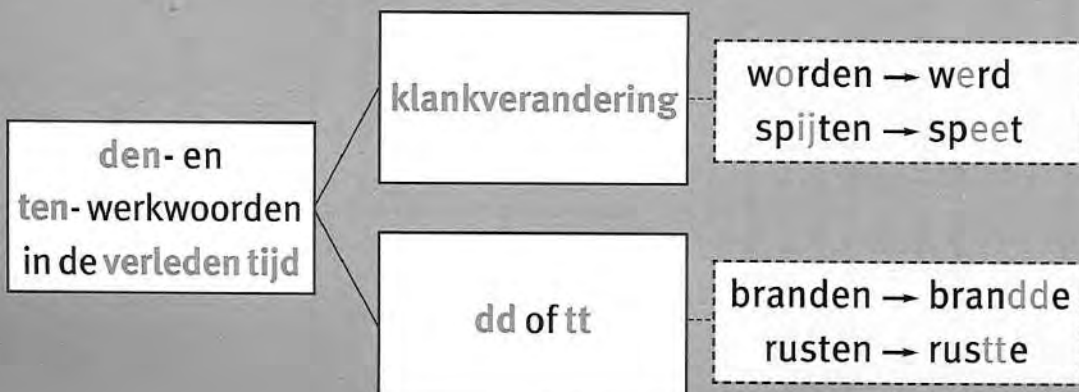 den- en
ten- werkwoorden
in de verleden tijd
klankverandering
worden → werd
spijten → speet
dd of tt
branden → brandde
rusten → rustte